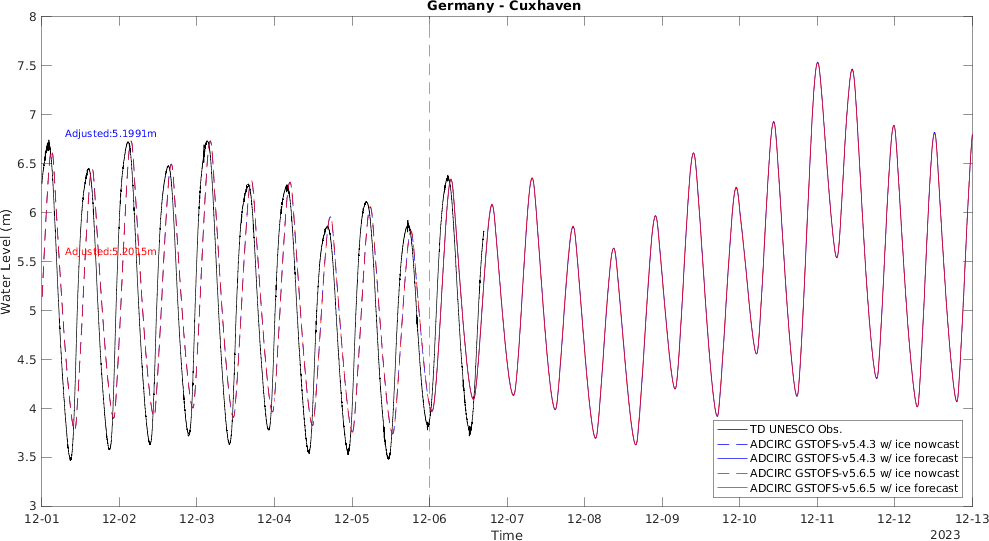 Germany - Cuxhaven
8
7.5
7
6.5
6
5.5
5
4.5
4
3.5
3
Water Level (m)
Adjusted:5.1991m
Adjusted:5.2015m
TD UNESCO Obs.
ADCIRC GSTOFS-v5.4.3 w/ ice nowcast
ADCIRC GSTOFS-v5.4.3 w/ ice forecast
ADCIRC GSTOFS-v5.6.5 w/ ice nowcast
ADCIRC GSTOFS-v5.6.5 w/ ice forecast
12-01 12-02 12-03 12-04 12-05 12-06 12-07 12-08 12-09 12-10 12-11 12-12 12-13
Time
2023